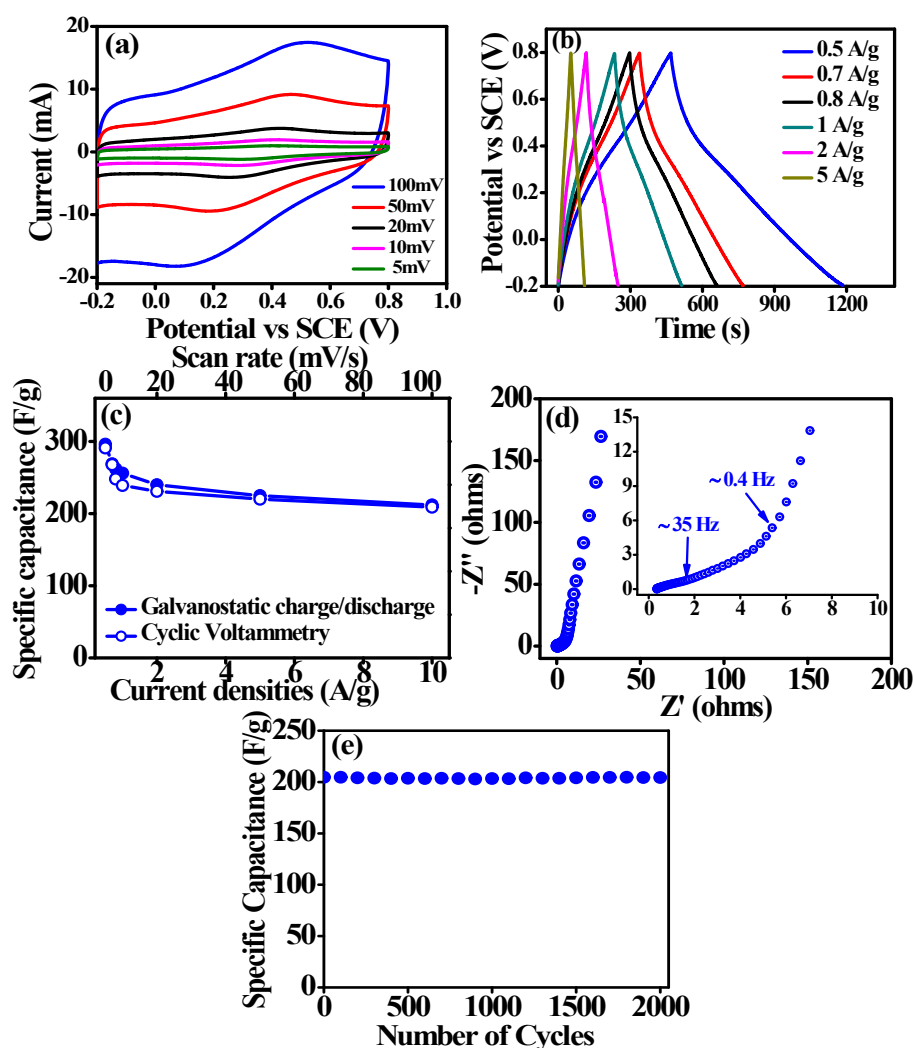 (a)
Current (mA)
20
10
0
-10
-20
100mV
50mV
20mV
10mV
5mV
-0.2 0.0 0.2 0.4 0.6 0.8 1.0
Potential vs SCE (V)
(b)
Potential vs SCE (V)
0.8
0.6
0.4
0.2
0.0
-0.2
0.5 A/g
0.7 A/g
0.8 A/g
1 A/g
2 A/g
5 A/g
0 300 600 900 1200
Time (s)
Scan rate (mV/s)
0 20 40 60 80 100
(c)
Specific capacitance (F/g)
300
200
100
0
Galvanostatic charge/discharge
Cyclic Voltammetry
2 4 6 8 10
Current densities (A/g)
(d)
-Z'' (ohms)
200
150
100
50
0
15
12
9
6
3
0
~0.4 Hz
~35 Hz
0 2 4 6 8 10
0 50 100 150 200
Z' (ohms)
(e)
Specific Capacitance (F/g)
250
200
150
100
50
0
0 500 1000 1500 2000
Number of Cycles